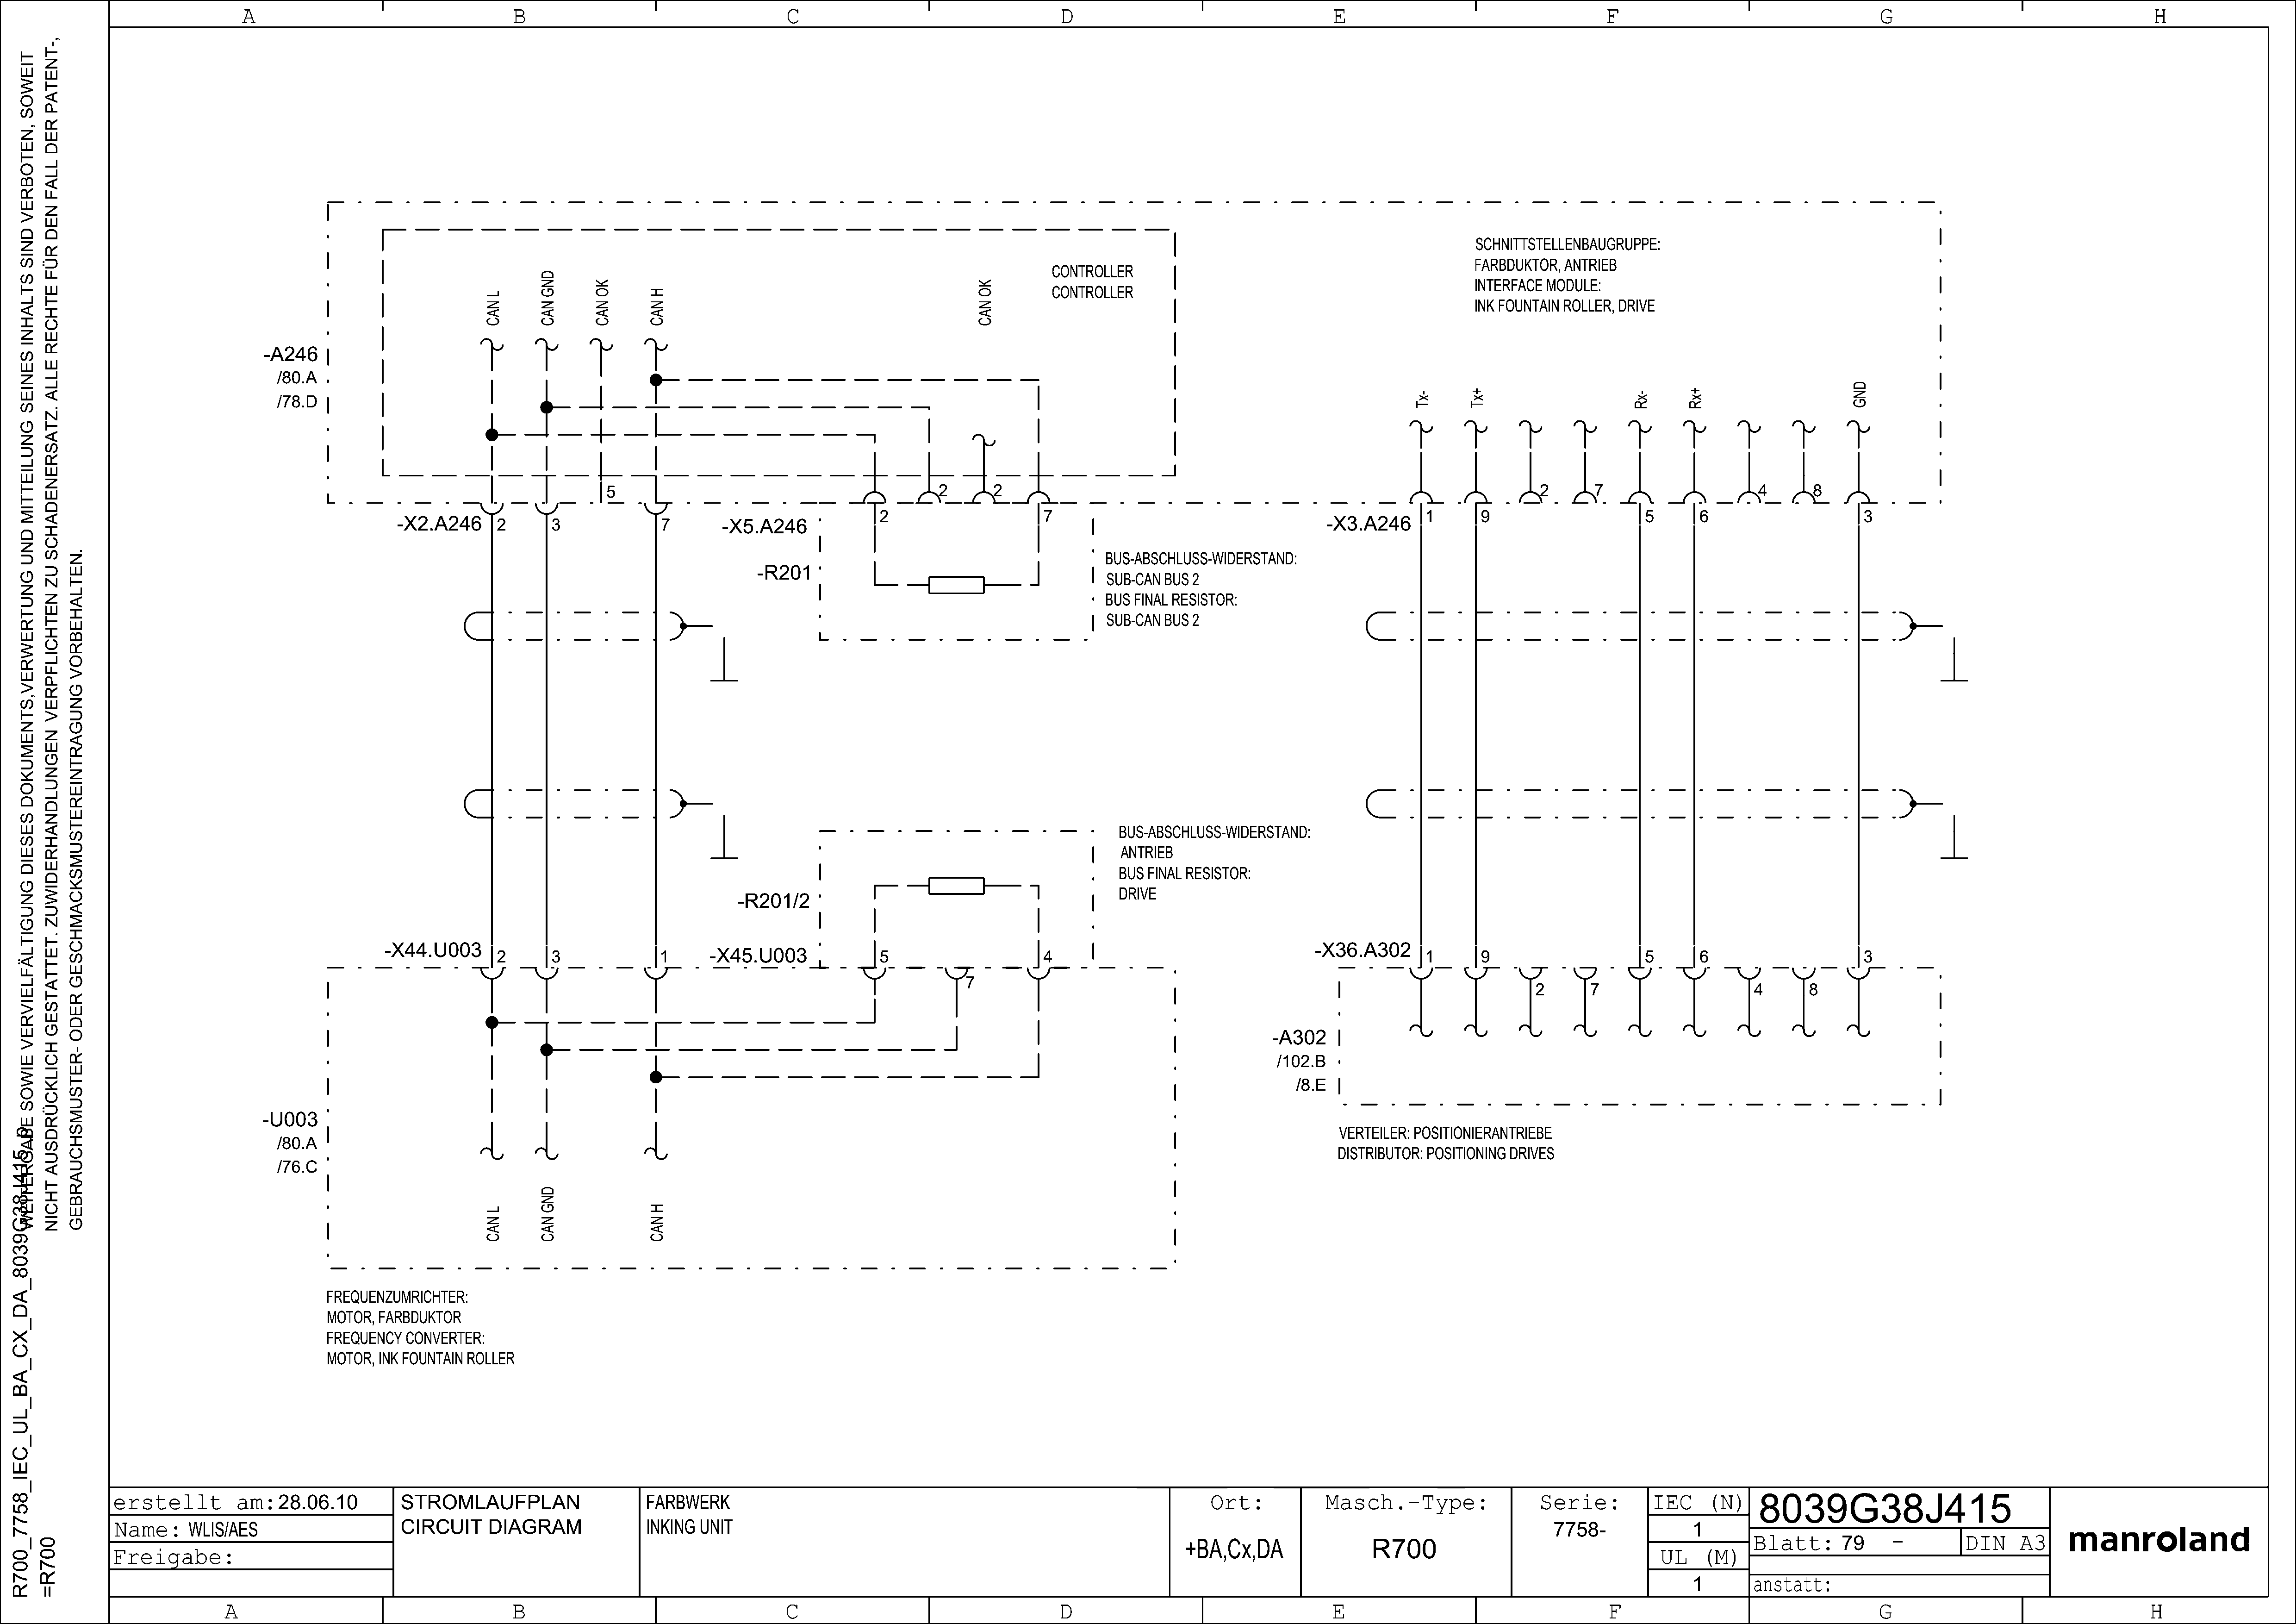 A B C D E F G H
WEITERGABE SOWIE VERVIELFÄLTIGUNG DIESES DOKUMENTS,VERWERTUNG UND MITTEILUNG SEINES INHALTS SIND VERBOTEN, SOWEIT
NICHT AUSDRÜCKLICH GESTATTET. ZUWIDERHANDLUNGEN VERPFLICHTEN ZU SCHADENERSATZ. ALLE RECHTE FÜR DEN FALL DER PATENT-,
GEBRAUCHSMUSTER- ODER GESCHMACKSMUSTEREINTRAGUNG VORBEHALTEN.
R700_7758_IEC_UL_BA_CX_DA_8039G38J415_D
=R700
CONTROLLER
CONTROLLER
CAN L
CAN GND
CAN OK
CAN H
CAN OK
SCHNITTSTELLENBAUGRUPPE:
FARBDUKTOR, ANTRIEB
INTERFACE MODULE:
INK FOUNTAIN ROLLER, DRIVE
-A246
/80.A
/78.D
Tx-
Tx+
Rx-
Rx+
GND
5
2 2
2 7 4 8
-X2.A246 2 3 7
-X5.A246 2 7
-X3.A246 1 9 5 6 3
-R201
BUS-ABSCHLUSS-WIDERSTAND:
SUB-CAN BUS 2
BUS FINAL RESISTOR:
SUB-CAN BUS 2
BUS-ABSCHLUSS-WIDERSTAND:
ANTRIEB
BUS FINAL RESISTOR:
DRIVE
-R201/2
-X44.U003 2 3 1
-X45.U003 5 4
-X36.A302 1 9 5 6 3
7
2 7 4 8
-A302
/102.B
/8.E
-U003
/80.A
/76.C
CAN L
CAN GND
CAN H
VERTEILER: POSITIONIERANTRIEBE
DISTRIBUTOR: POSITIONING DRIVES
FREQUENZUMRICHTER:
MOTOR, FARBDUKTOR
FREQUENCY CONVERTER:
MOTOR, INK FOUNTAIN ROLLER
erstellt am: 28.06.10
Name: WLIS/AES
Freigabe:
STROMLAUFPLAN
CIRCUIT DIAGRAM
FARBWERK
INKING UNIT
Ort:
+BA,Cx,DA
Masch.-Type:
R700
Serie:
7758-
IEC (N)
1
UL (M)
1
8039G38J415
Blatt: 79 -
DIN A3
anstatt:
manroland
A B C D E F G H